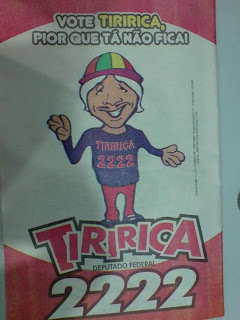 VOTE TIRIRICA,
PIOR QUE TÁ NÃO FICA!
TIRIRICA
2222
TIRIRICA
DEPUTADO FEDERAL
2222